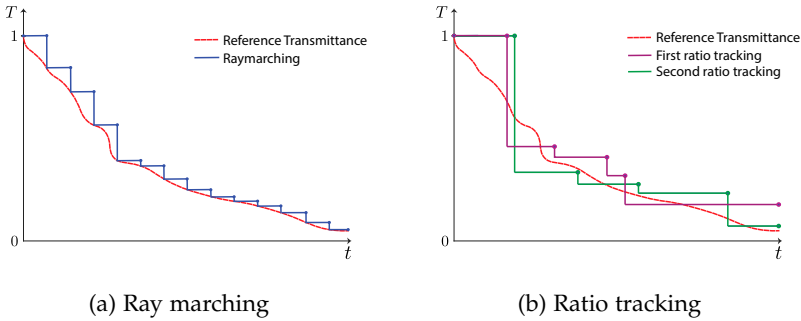 T
1
Reference Transmittance
Raymarching
0
t
(a) Ray marching
T
1
Reference Transmittance
First ratio tracking
Second ratio tracking
0
t
(b) Ratio tracking